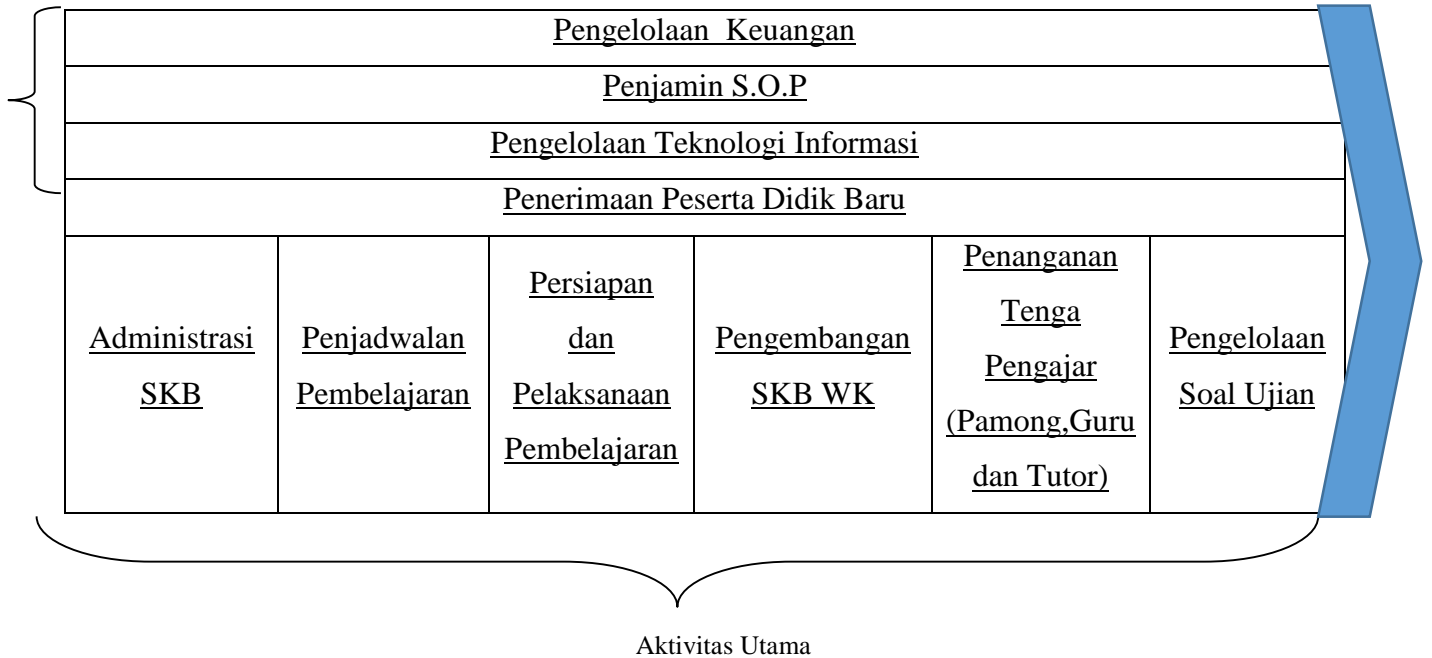 Pengelolaan Keuangan
Penjamin S.O.P
Pengelolaan Teknologi Informasi
Penerimaan Peserta Didik Baru
Administrasi
SKB
Penjadwalan
Pembelajaran
Persiapan
dan
Pelaksanaan
Pembelajaran
Pengembangan
SKB WK
Penanganan
Tenga
Pengajar
(Pamong,Guru
dan Tutor)
Pengelolaan
Soal Ujian
Aktivitas Utama